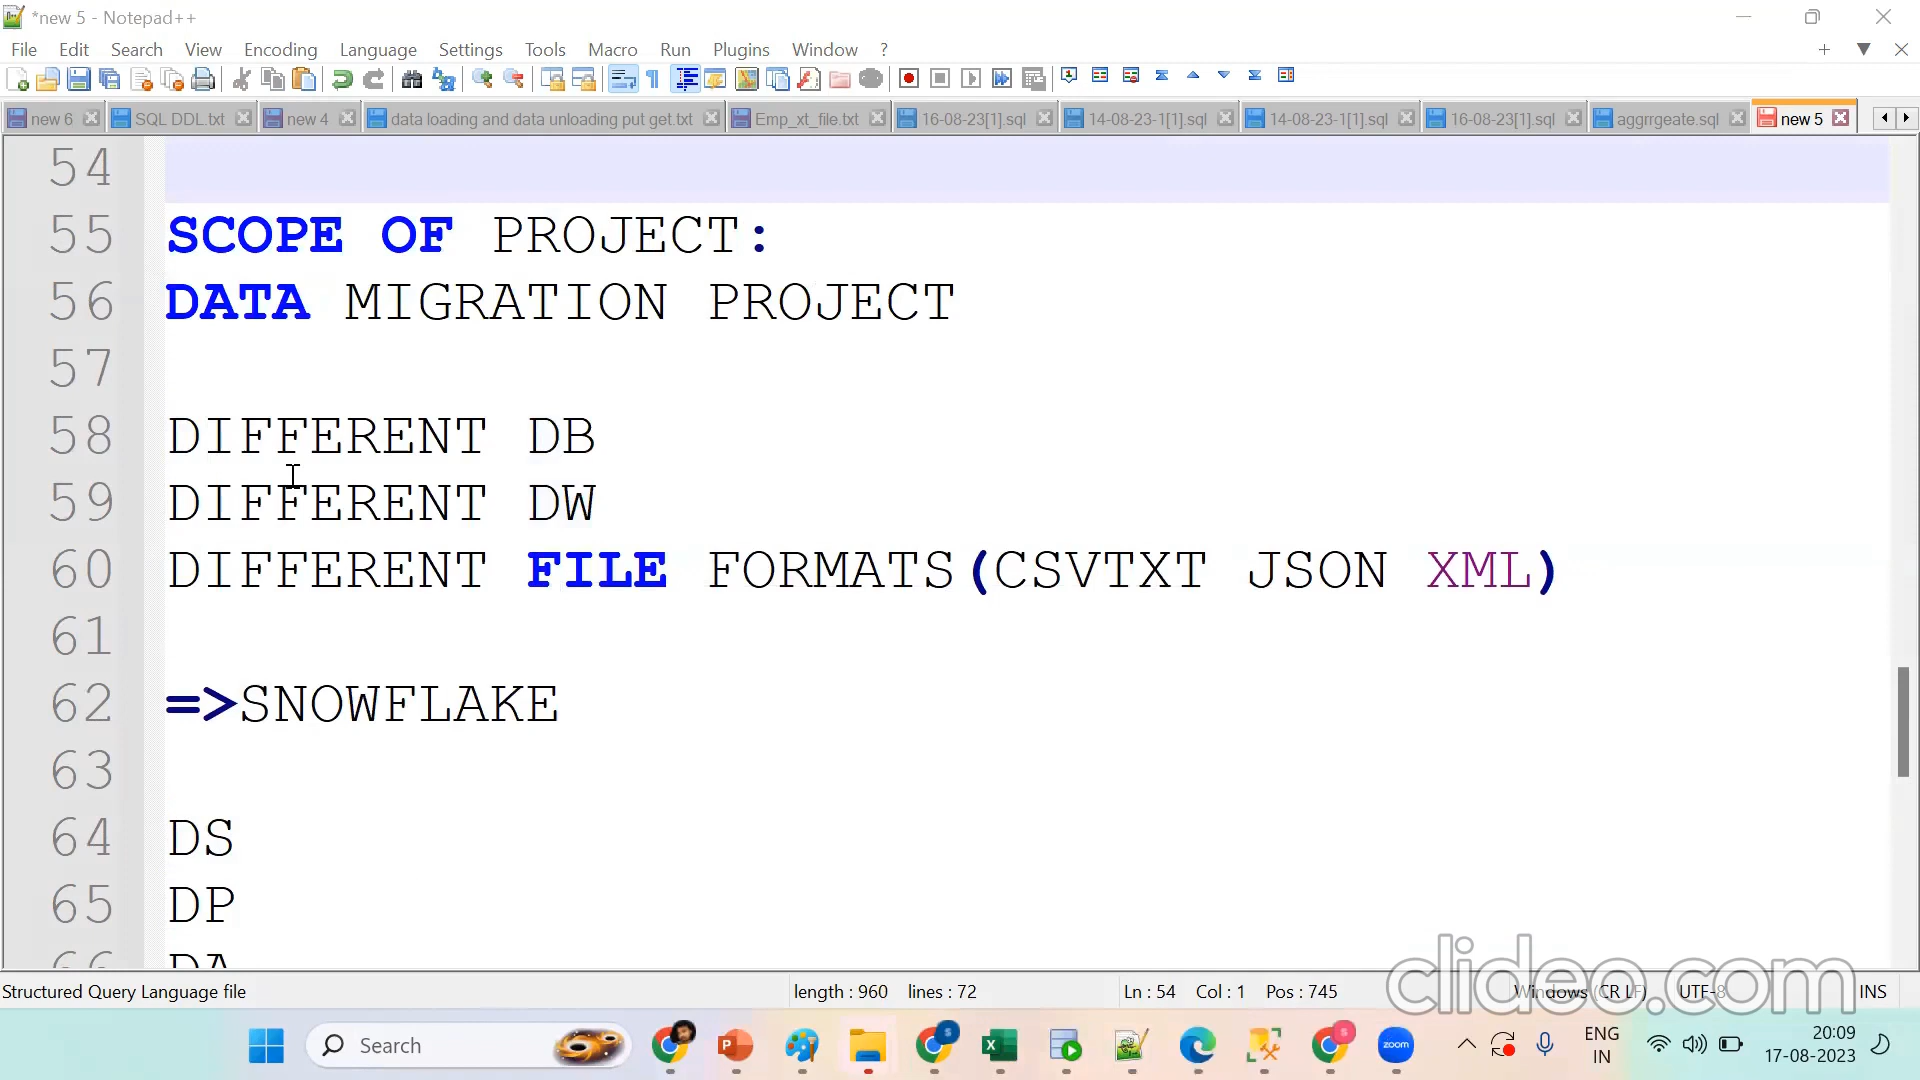 *new 5 - Notepad++
File Edit Search View Encoding Language Settings Tools Macro Run Plugins Window ?
new 6 SQL DDL.txt new 4 data loading and data unloading put get.txt Emp_xt_file.txt 16-08-23[1].sql 14-08-23-1[1].sql 14-08-23-1[1].sql 16-08-23[1].sql aggrrgeate.sql new 5
54
55 SCOPE OF PROJECT:
56 DATA MIGRATION PROJECT
57
58 DIFFERENT DB
59 DIFFERENT DW
60 DIFFERENT FILE FORMATS(CSVTXT JSON XML)
61
62 =>SNOWFLAKE
63
64 DS
65 DP
66 DA
clideo.com
Structured Query Language file length : 960 lines : 72 Ln : 54 Col : 1 Pos : 745 Windows (CR LF) UTF-8 INS
Search zoom ENG 20:09
IN 17-08-2023